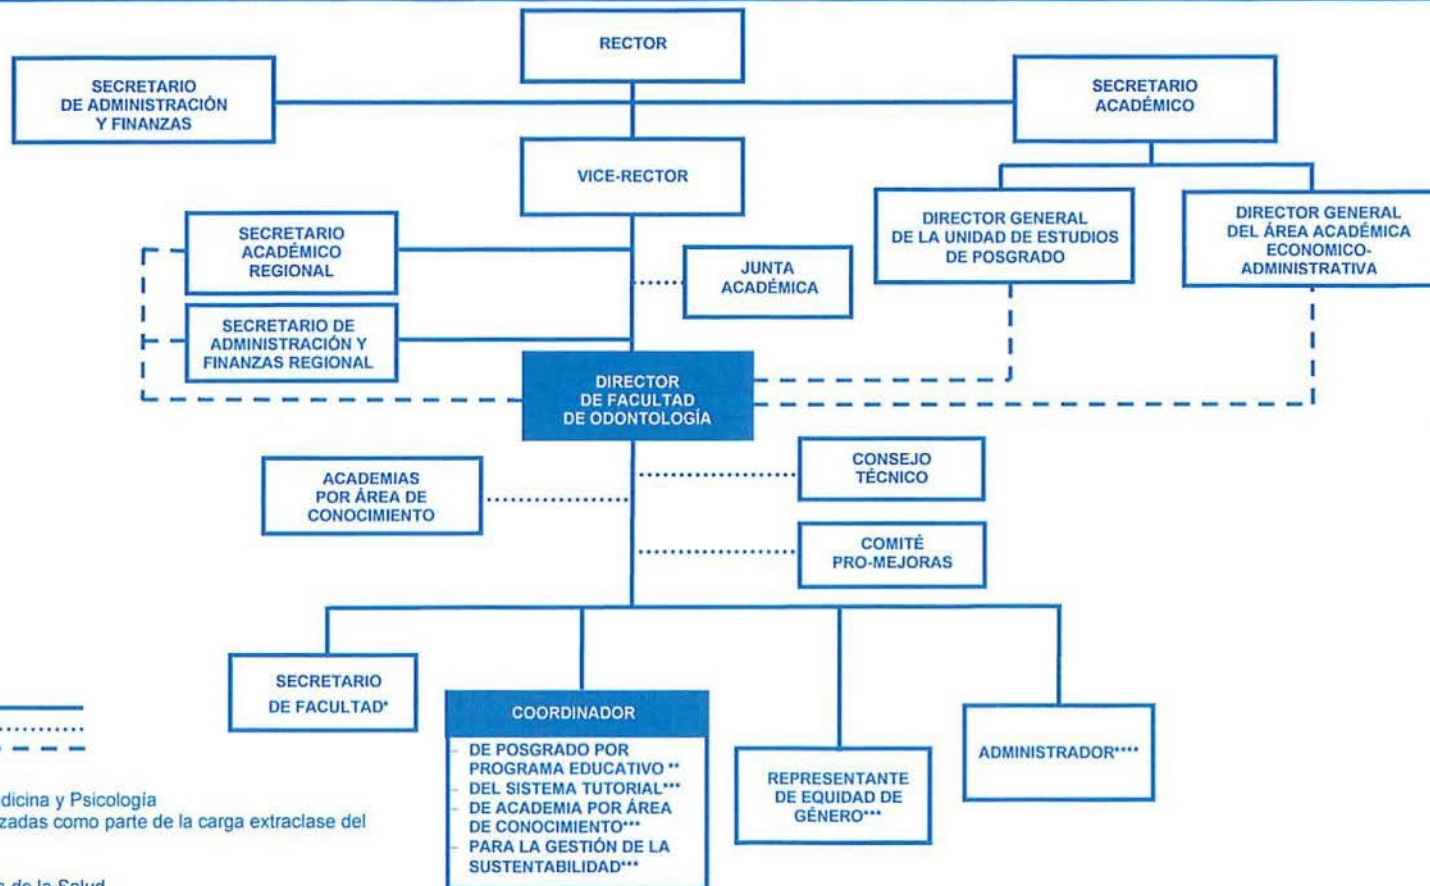 RECTOR
SECRETARIO
DE ADMINISTRACIÓN
Y FINANZAS
SECRETARIO
ACADÉMICO
VICE-RECTOR
DIRECTOR GENERAL
DE LA UNIDAD DE ESTUDIOS
DE POSGRADO
DIRECTOR GENERAL
DEL ÁREA ACADÉMICA
ECONOMICO-
ADMINISTRATIVA
SECRETARIO
ACADÉMICO
REGIONAL
JUNTA
ACADÉMICA
SECRETARIO DE
ADMINISTRACIÓN Y
FINANZAS REGIONAL
DIRECTOR
DE FACULTAD
DE ODONTOLOGÍA
ACADEMIAS
POR ÁREA DE
CONOCIMIENTO
CONSEJO
TÉCNICO
COMITÉ
PRO-MEJORAS
SECRETARIO
DE FACULTAD*
COORDINADOR
DE POSGRADO POR
PROGRAMA EDUCATIVO **
DEL SISTEMA TUTORIAL***
DE ACADEMIA POR ÁREA
DE CONOCIMIENTO***
PARA LA GESTIÓN DE LA
SUSTENTABILIDAD***
REPRESENTANTE
DE EQUIDAD DE
GÉNERO***
ADMINISTRADOR****
dicina y Psicología
zadas como parte de la carga extraclase del
de la Salud